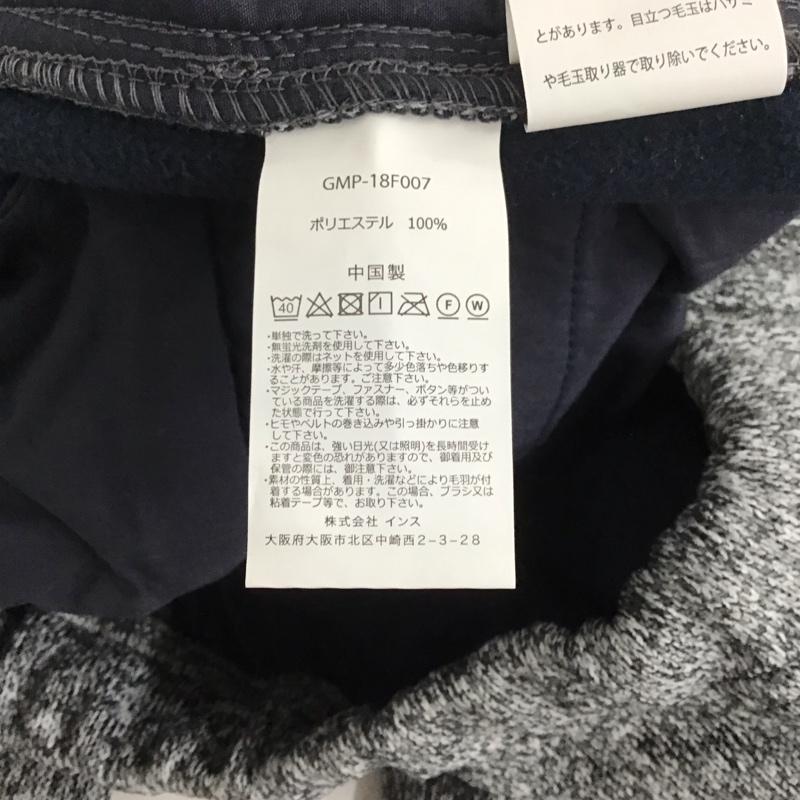 とがあります。目立つ毛玉はハサミ
や毛玉取り器で取り除いでください。
GMP-18F007
ポリエステル 100%
中国製
40 F W
・単独で洗って下さい。
・無蛍光洗剤を使用して下さい。
・洗濯の際はネットを使用して下さい。
・水や汗、摩擦等によって多少色落ちや色移りす
ることがあります。ご注意下さい。
・マジックテープ、ファスナー、ボタン等がつい
ている商品を洗濯する際は、必ずそれらを止め
た状態で行って下さい。
・ヒモやベルトの巻き込みや引っ掛かりに注意
して下さい。
・この商品は、強い日光(又は照明)を長時間受け
ますと変色の恐れがありますので、御着用及び
保管の際には、御注意下さい。
・素材の性質上、着用・洗濯などにより毛羽が付
着する場合があります。この場合、ブラシ又は
粘着テープ等で、お取り下さい。
株式会社 インス
大阪府大阪市北区中崎西2-3-28